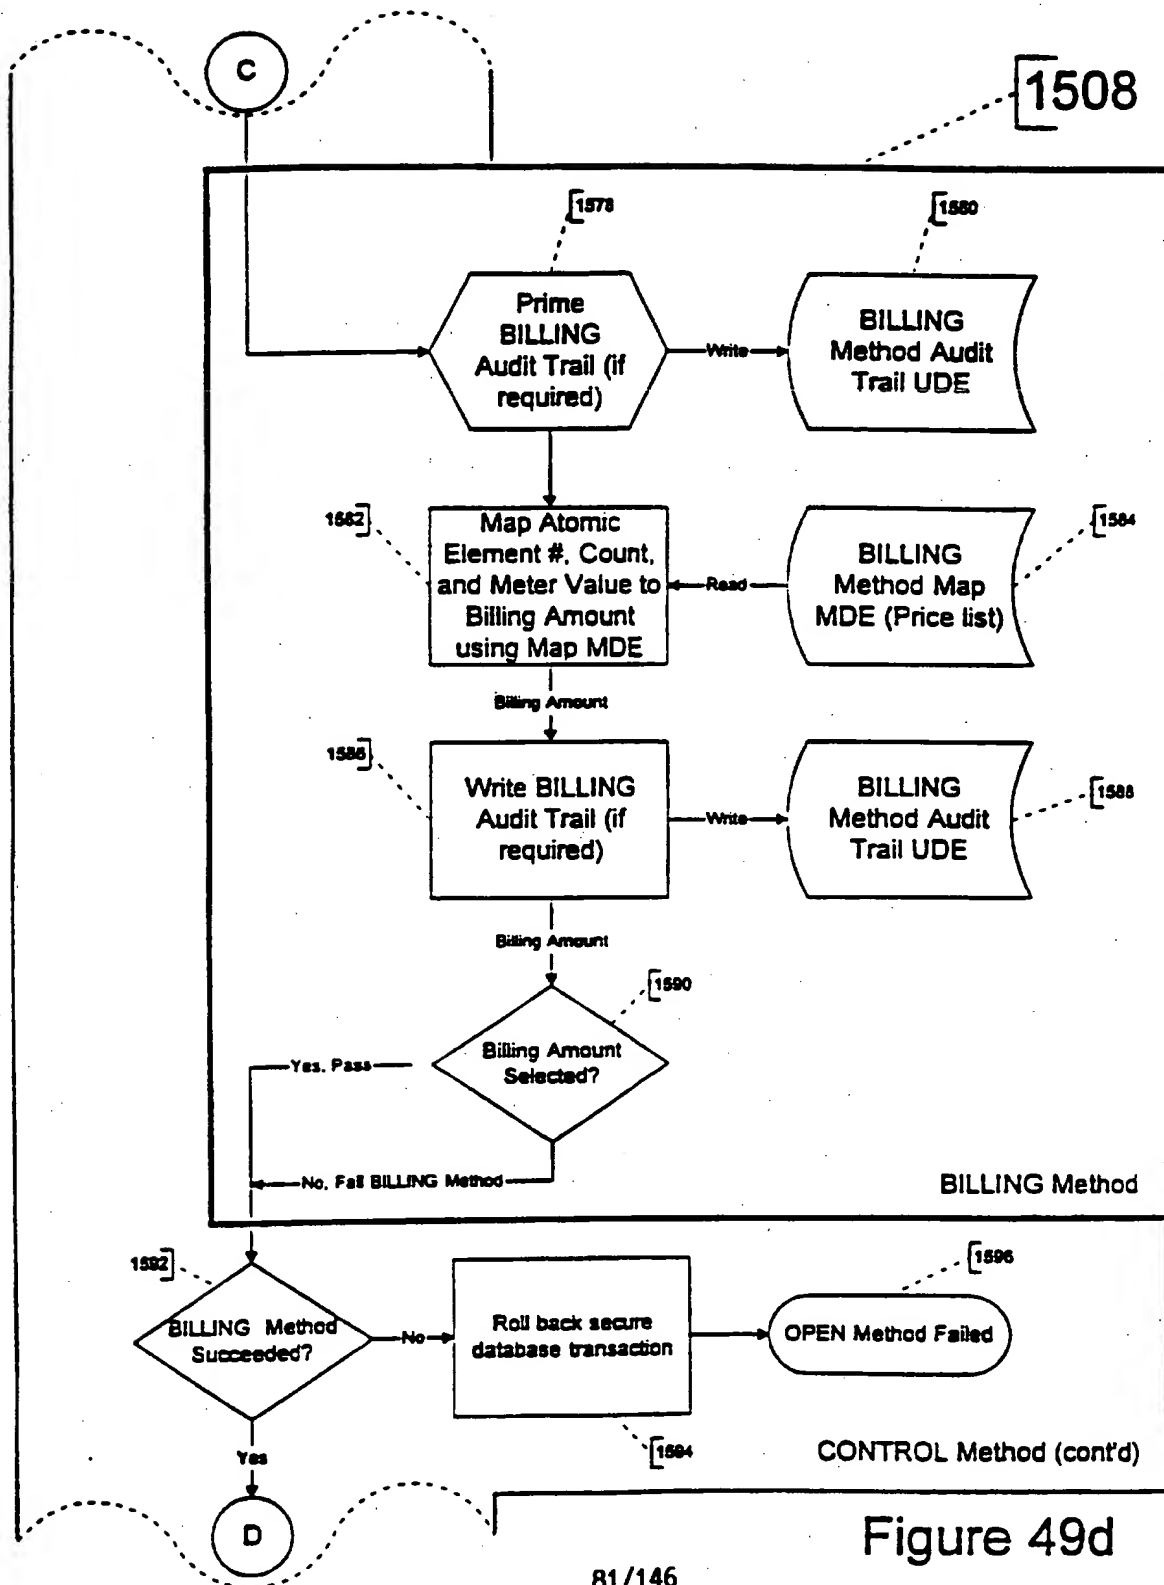 C
1508
1578
1580
Prime
BILLING
Audit Trail (if
required)
Write
BILLING
Method Audit
Trail UDE
1582
Map Atomic
Element #, Count,
and Meter Value to
Billing Amount
using Map MDE
Read
BILLING
Method Map
MDE (Price list)
1584
Billing Amount
1586
Write BILLING
Audit Trail (if
required)
Write
BILLING
Method Audit
Trail UDE
1588
Billing Amount
1590
Billing Amount
Selected?
Yes, Pass
No, Fail BILLING Method
BILLING Method
1592
BILLING Method
Succeeded?
No
Roll back secure
database transaction
1596
OPEN Method Failed
Yes
1594
CONTROL Method (cont'd)
D
Figure 49d
81/146